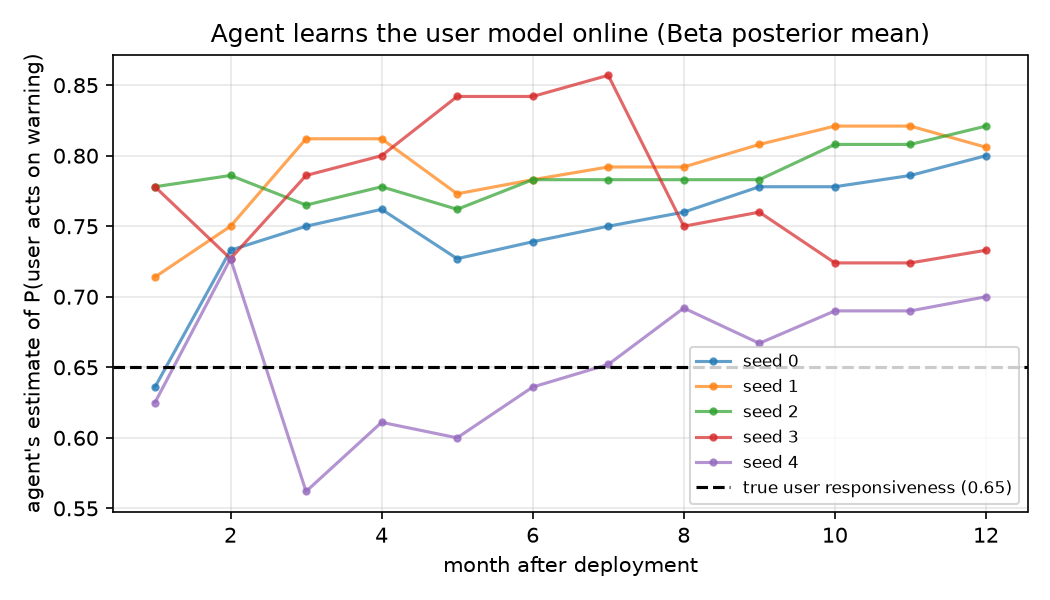 Agent learns the user model online (Beta posterior mean)
agent's estimate of P(user acts on warning)
0.85
0.80
0.75
0.70
0.65
0.60
0.55
2 4 6 8 10 12
month after deployment
seed 0
seed 1
seed 2
seed 3
seed 4
true user responsiveness (0.65)